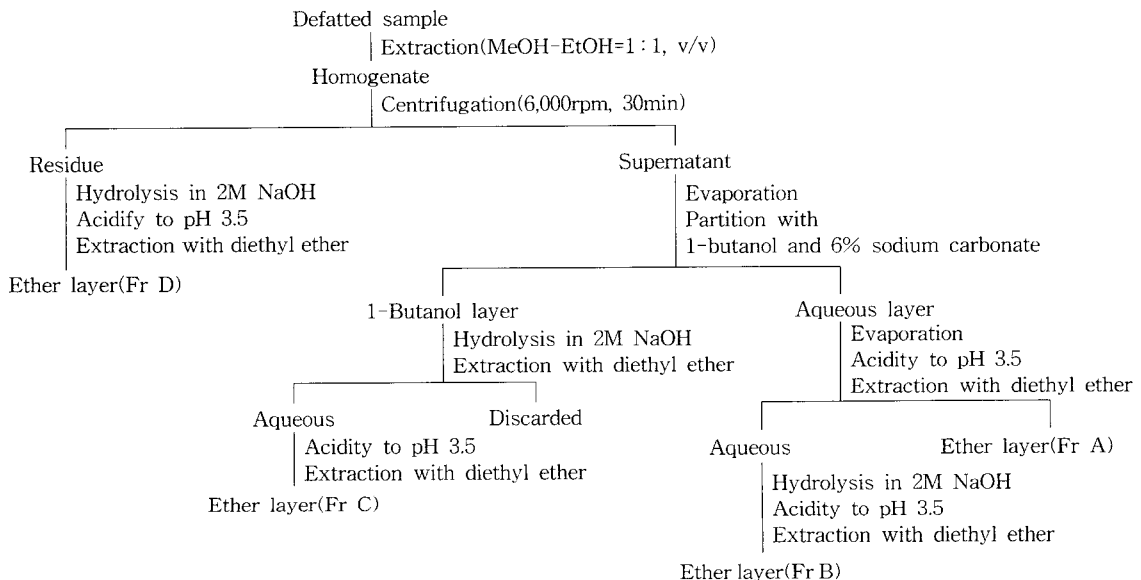 Defatted sample
Extraction(MeOH-EtOH=1 : 1, v/v)
Homogenate
Centrifugation(6,000rpm, 30min)
Residue
Hydrolysis in 2M NaOH
Acidify to pH 3.5
Extraction with diethyl ether
Ether layer(Fr D)
Supernatant
Evaporation
Partition with
1-butanol and 6% sodium carbonate
1-Butanol layer
Hydrolysis in 2M NaOH
Extraction with diethyl ether
Aqueous
Discarded
Acidity to pH 3.5
Extraction with diethyl ether
Ether layer(Fr C)
Aqueous layer
Evaporation
Acidity to pH 3.5
Extraction with diethyl ether
Aqueous
Ether layer(Fr A)
Hydrolysis in 2M NaOH
Acidity to pH 3.5
Extraction with diethyl ether
Ether layer(Fr B)